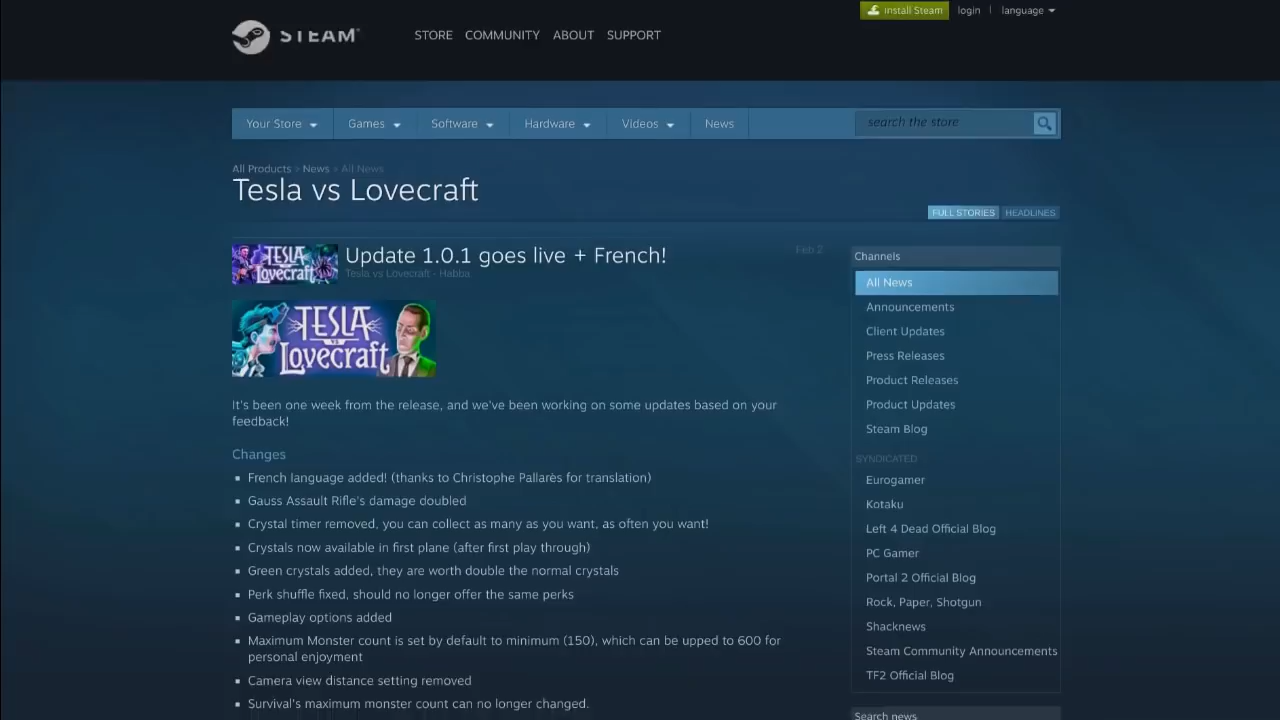 Install Steam
login | language
STEAM
STORE COMMUNITY ABOUT SUPPORT
Your Store Games Software Hardware Videos News search the store
All Products > News > All News
Tesla vs Lovecraft
FULL STORIES HEADLINES
TESLA
vs
Lovecraft
Update 1.0.1 goes live + French!
Feb 2
Tesla vs Lovecraft - Habba
TESLA
vs
Lovecraft
It's been one week from the release, and we've been working on some updates based on your
feedback!
Changes
▪ French language added! (thanks to Christophe Pallarès for translation)
▪ Gauss Assault Rifle's damage doubled
▪ Crystal timer removed, you can collect as many as you want, as often you want!
▪ Crystals now available in first plane (after first play through)
▪ Green crystals added, they are worth double the normal crystals
▪ Perk shuffle fixed, should no longer offer the same perks
▪ Gameplay options added
▪ Maximum Monster count is set by default to minimum (150), which can be upped to 600 for
personal enjoyment
▪ Camera view distance setting removed
▪ Survival's maximum monster count can no longer changed.
Channels
All News
Announcements
Client Updates
Press Releases
Product Releases
Product Updates
Steam Blog
SYNDICATED
Eurogamer
Kotaku
Left 4 Dead Official Blog
PC Gamer
Portal 2 Official Blog
Rock, Paper, Shotgun
Shacknews
Steam Community Announcements
TF2 Official Blog
Search news